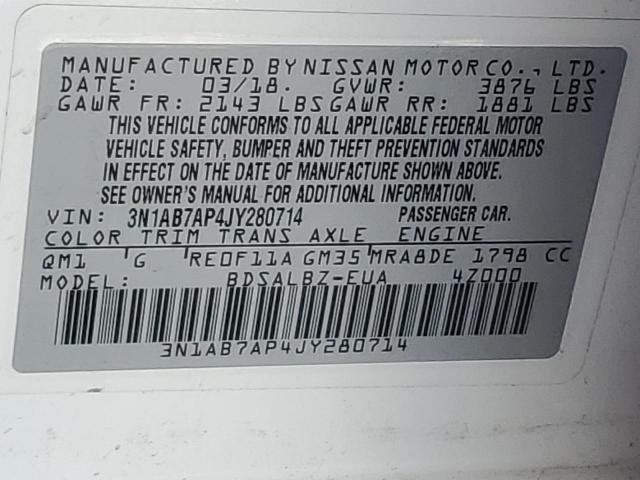 MANUFACTURED BY NISSAN MOTOR CO., LTD.
DATE: 03/18. GVWR: 3876 LBS
GAWR FR: 2143 LBS GAWR RR: 1881 LBS
THIS VEHICLE CONFORMS TO ALL APPLICABLE FEDERAL MOTOR
VEHICLE SAFETY, BUMPER AND THEFT PREVENTION STANDARDS
IN EFFECT ON THE DATE OF MANUFACTURE SHOWN ABOVE.
SEE OWNER'S MANUAL FOR ADDITIONAL INFORMATION.
VIN: 3N1AB7AP4JY280714 PASSENGER CAR.
COLOR TRIM TRANS AXLE ENGINE
QM1 G RE0F11A GM35 MRA8DE 1798 CC
MODEL: BDSALBZ-EUA 4Z000
3N1AB7AP4JY280714